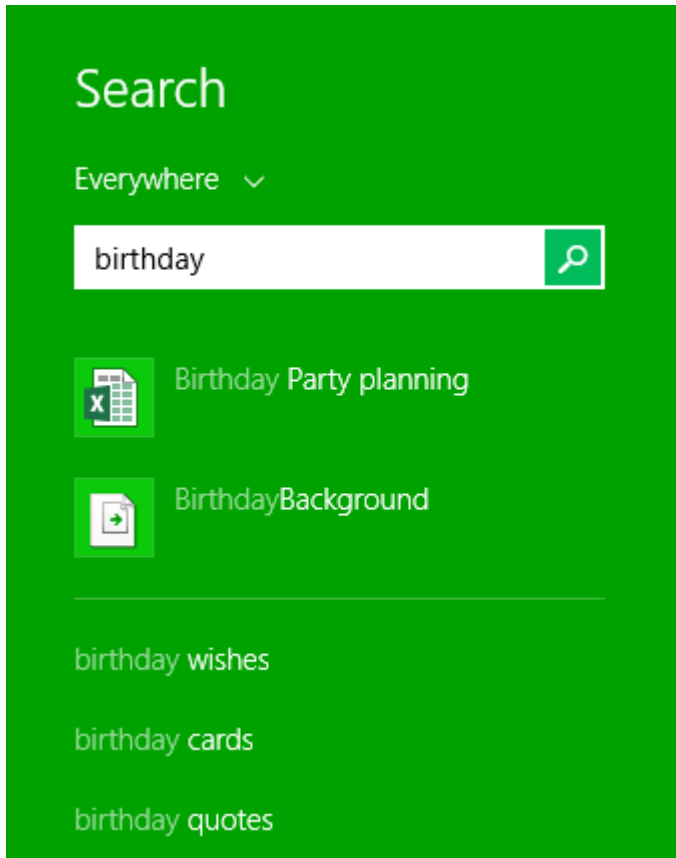 Search
Everywhere
birthday
Birthday Party planning
BirthdayBackground
birthday wishes
birthday cards
birthday quotes